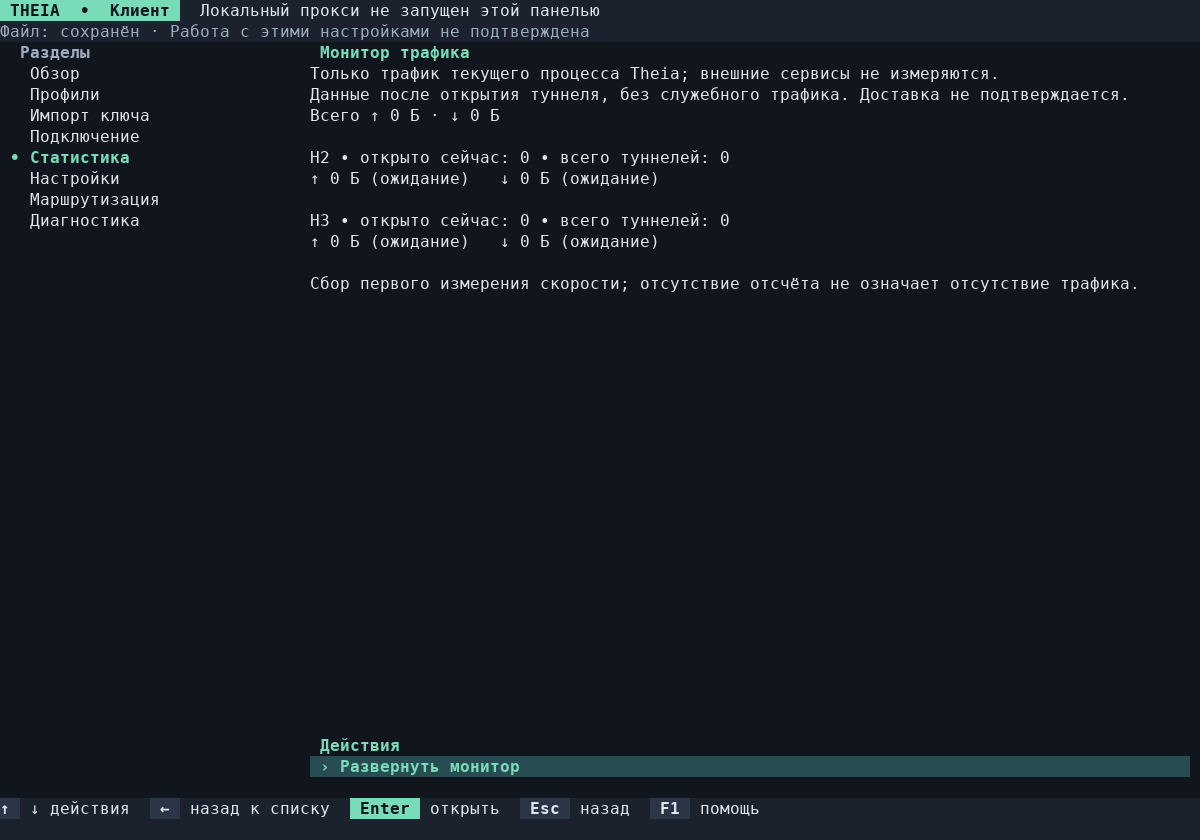 THEIA • Клиент Локальный прокси не запущен этой панелью
Файл: сохранён · Работа с этими настройками не подтверждена
Разделы
Обзор
Профили
Импорт ключа
Подключение
• Статистика
Настройки
Маршрутизация
Диагностика
Монитор трафика
Только трафик текущего процесса Theia; внешние сервисы не измеряются.
Данные после открытия туннеля, без служебного трафика. Доставка не подтверждается.
Всего ↑ 0 Б · ↓ 0 Б
H2 • открыто сейчас: 0 • всего туннелей: 0
↑ 0 Б (ожидание) ↓ 0 Б (ожидание)
H3 • открыто сейчас: 0 • всего туннелей: 0
↑ 0 Б (ожидание) ↓ 0 Б (ожидание)
Сбор первого измерения скорости; отсутствие отсчёта не означает отсутствие трафика.
Действия
› Развернуть монитор
↑ ↓ действия ← назад к списку Enter открыть Esc назад F1 помощь